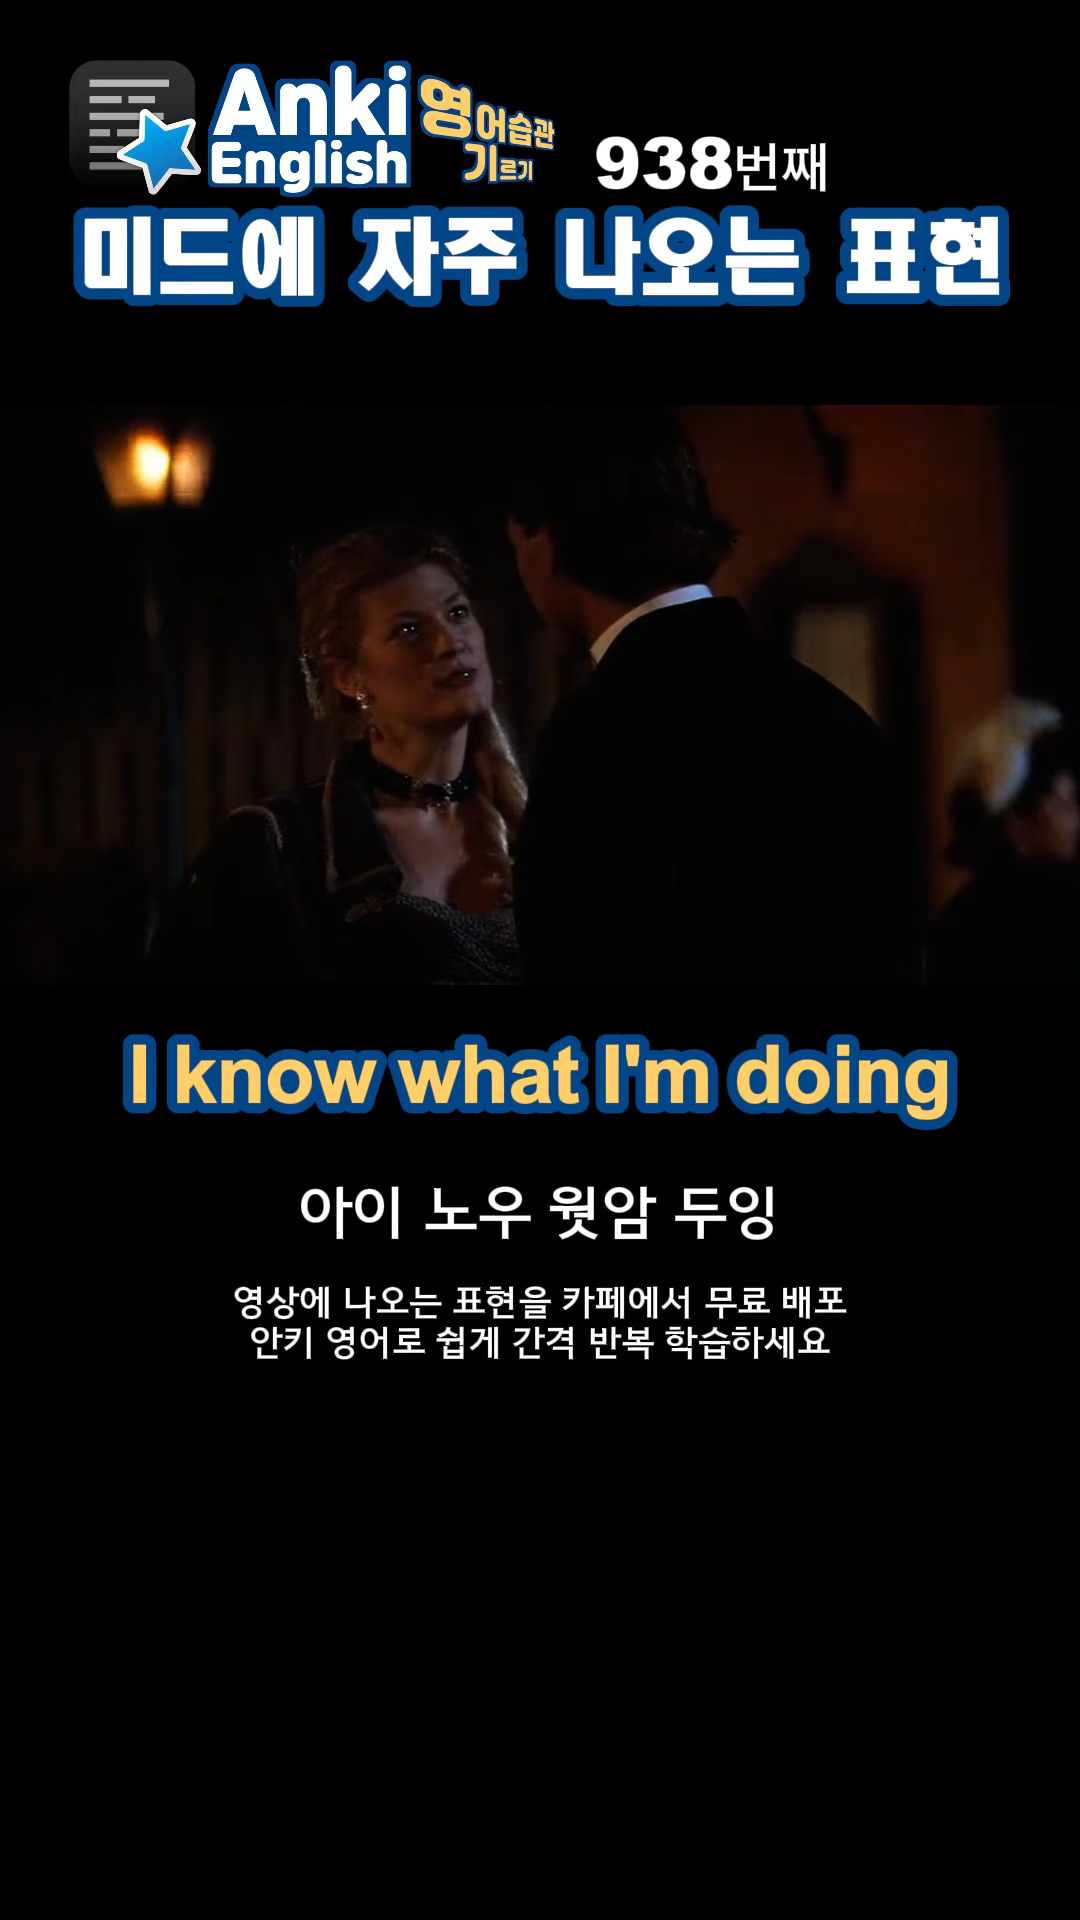 Anki
English
영어습관
기르기
938번째
미드에 자주 나오는 표현
I know what I'm doing
아이 노우 웟암 두잉
영상에 나오는 표현을 카페에서 무료 배포
안키 영어로 쉽게 간격 반복 학습하세요